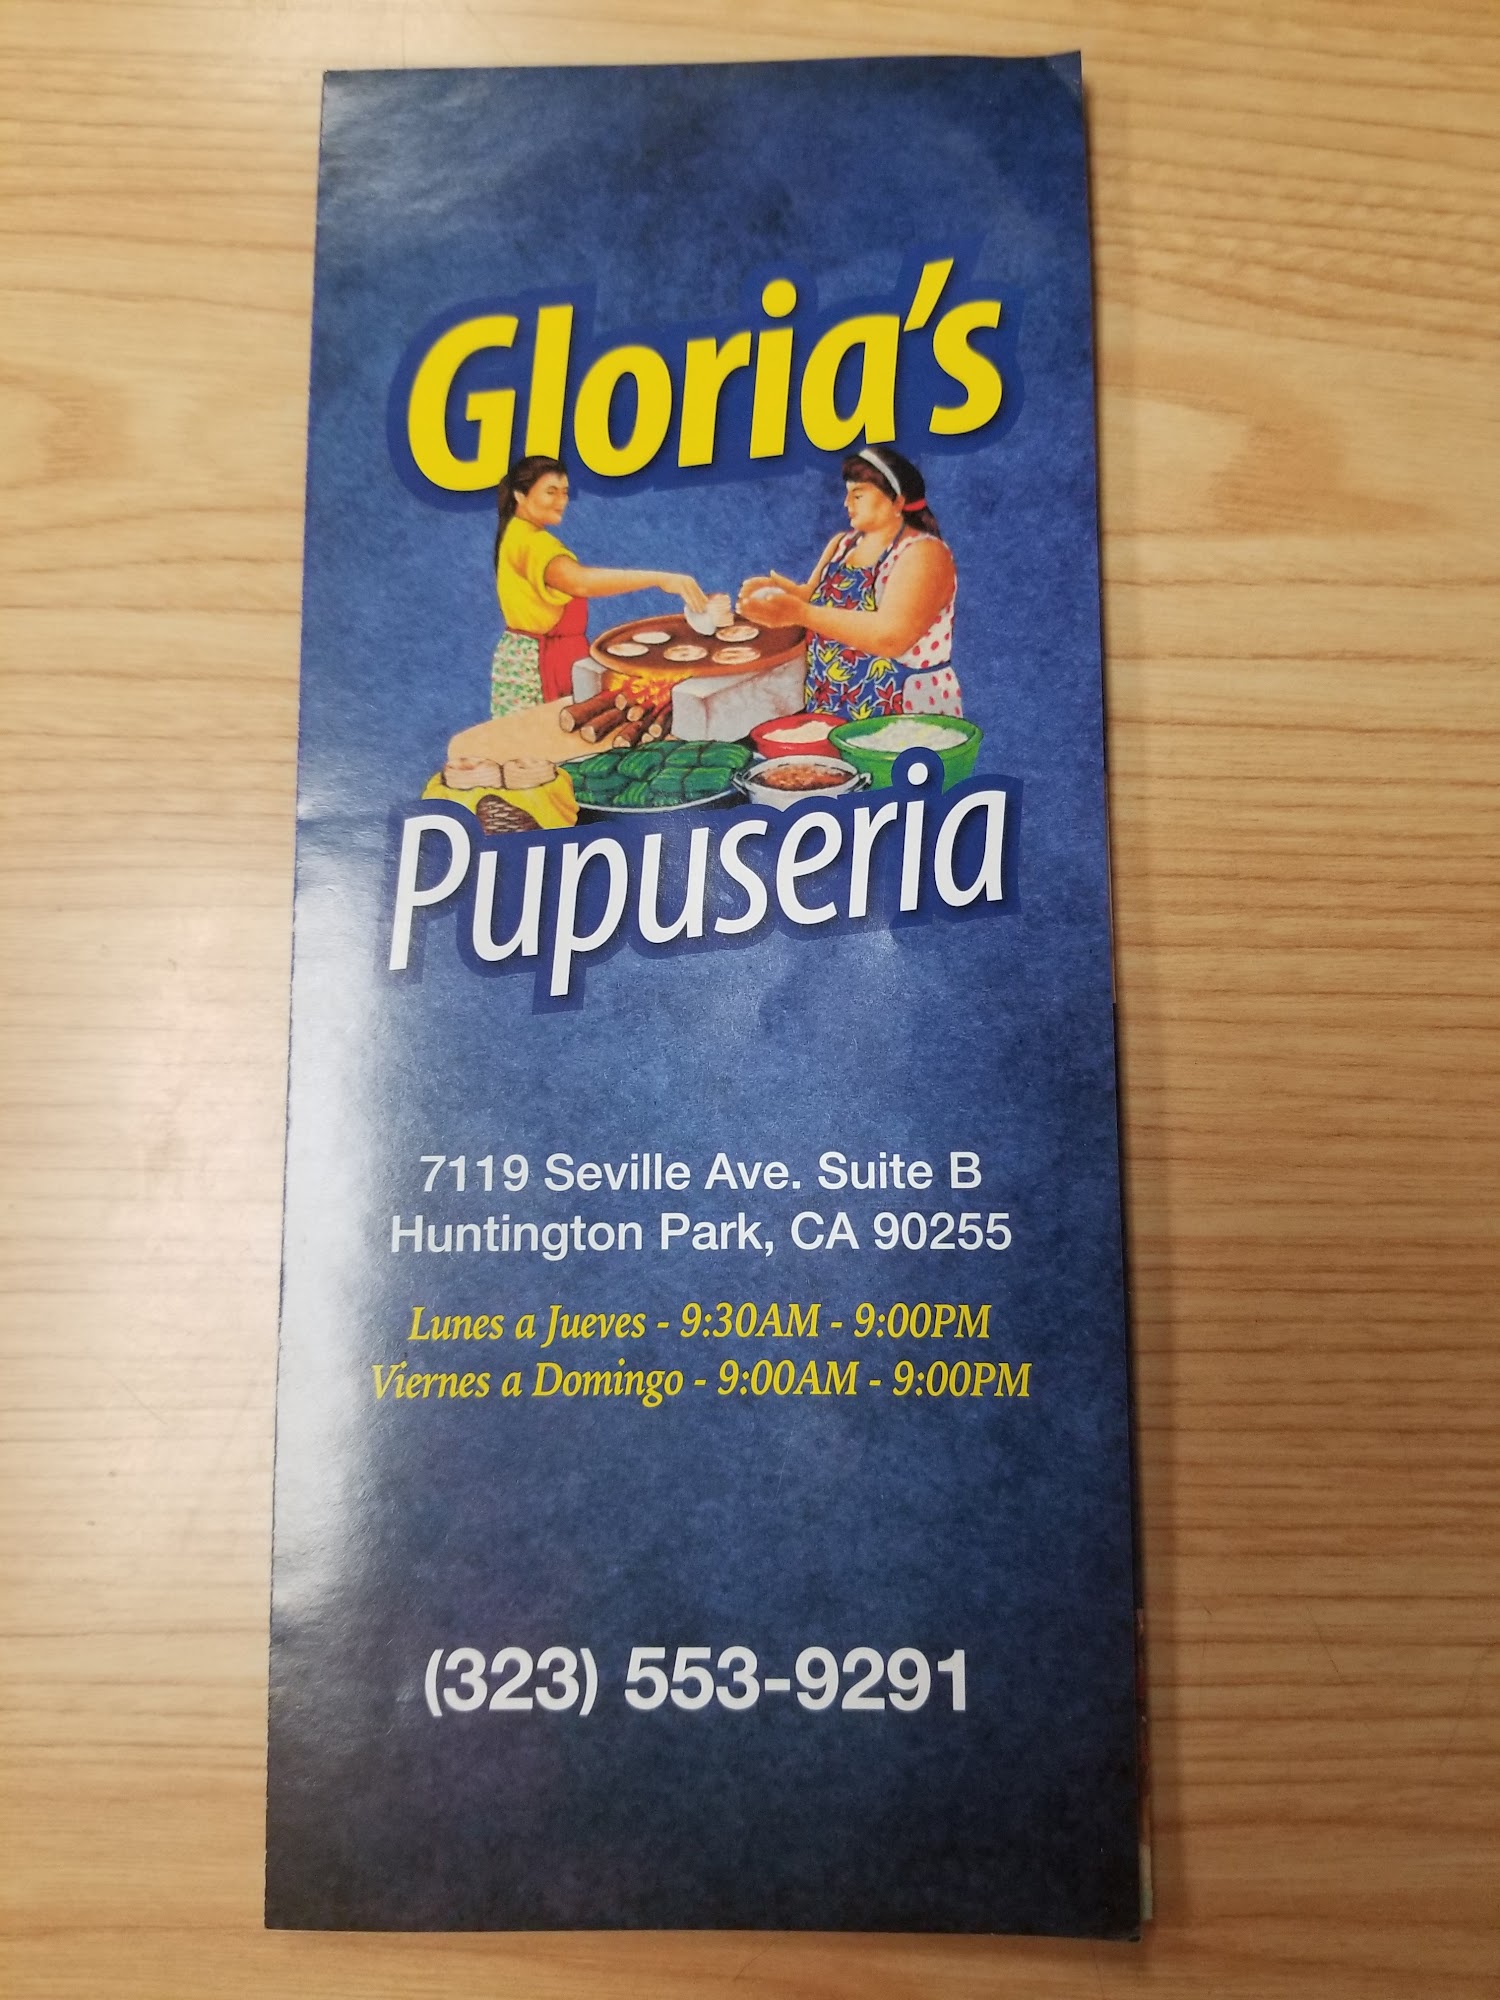 Gloria's
Pupuseria
7119 Seville Ave. Suite B
Huntington Park, CA 90255
Lunes a Jueves - 9:30AM - 9:00PM
Viernes a Domingo - 9:00AM - 9:00PM
(323) 553-9291